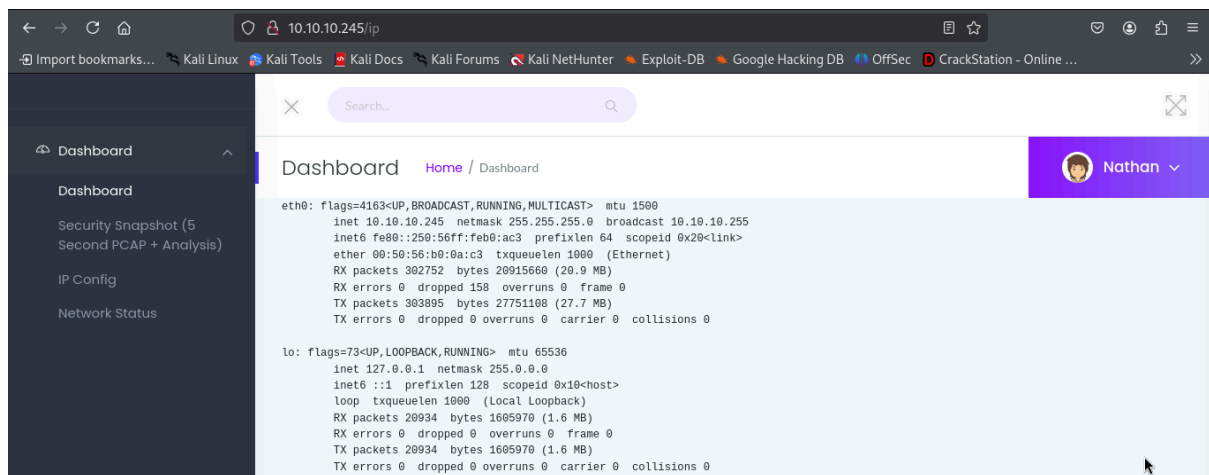 10.10.10.245/ip
Import bookmarks... Kali Linux Kali Tools Kali Docs Kali Forums Kali NetHunter Exploit-DB Google Hacking DB OffSec CrackStation - Online ...
Search...
Dashboard
Dashboard Home / Dashboard
Nathan
Dashboard
Security Snapshot (5
Second PCAP + Analysis)
IP Config
Network Status
eth0: flags=4163<UP,BROADCAST,RUNNING,MULTICAST>  mtu 1500
inet 10.10.10.245  netmask 255.255.255.0  broadcast 10.10.10.255
inet6 fe80::250:56ff:feb0:ac3  prefixlen 64  scopeid 0x20<link>
ether 00:50:56:b0:0a:c3  txqueuelen 1000  (Ethernet)
RX packets 302752  bytes 20915660 (20.9 MB)
RX errors 0  dropped 158  overruns 0  frame 0
TX packets 303895  bytes 27751108 (27.7 MB)
TX errors 0  dropped 0 overruns 0  carrier 0  collisions 0
lo: flags=73<UP,LOOPBACK,RUNNING>  mtu 65536
inet 127.0.0.1  netmask 255.0.0.0
inet6 ::1  prefixlen 128  scopeid 0x10<host>
loop  txqueuelen 1000  (Local Loopback)
RX packets 20934  bytes 1605970 (1.6 MB)
RX errors 0  dropped 0  overruns 0  frame 0
TX packets 20934  bytes 1605970 (1.6 MB)
TX errors 0  dropped 0 overruns 0  carrier 0  collisions 0